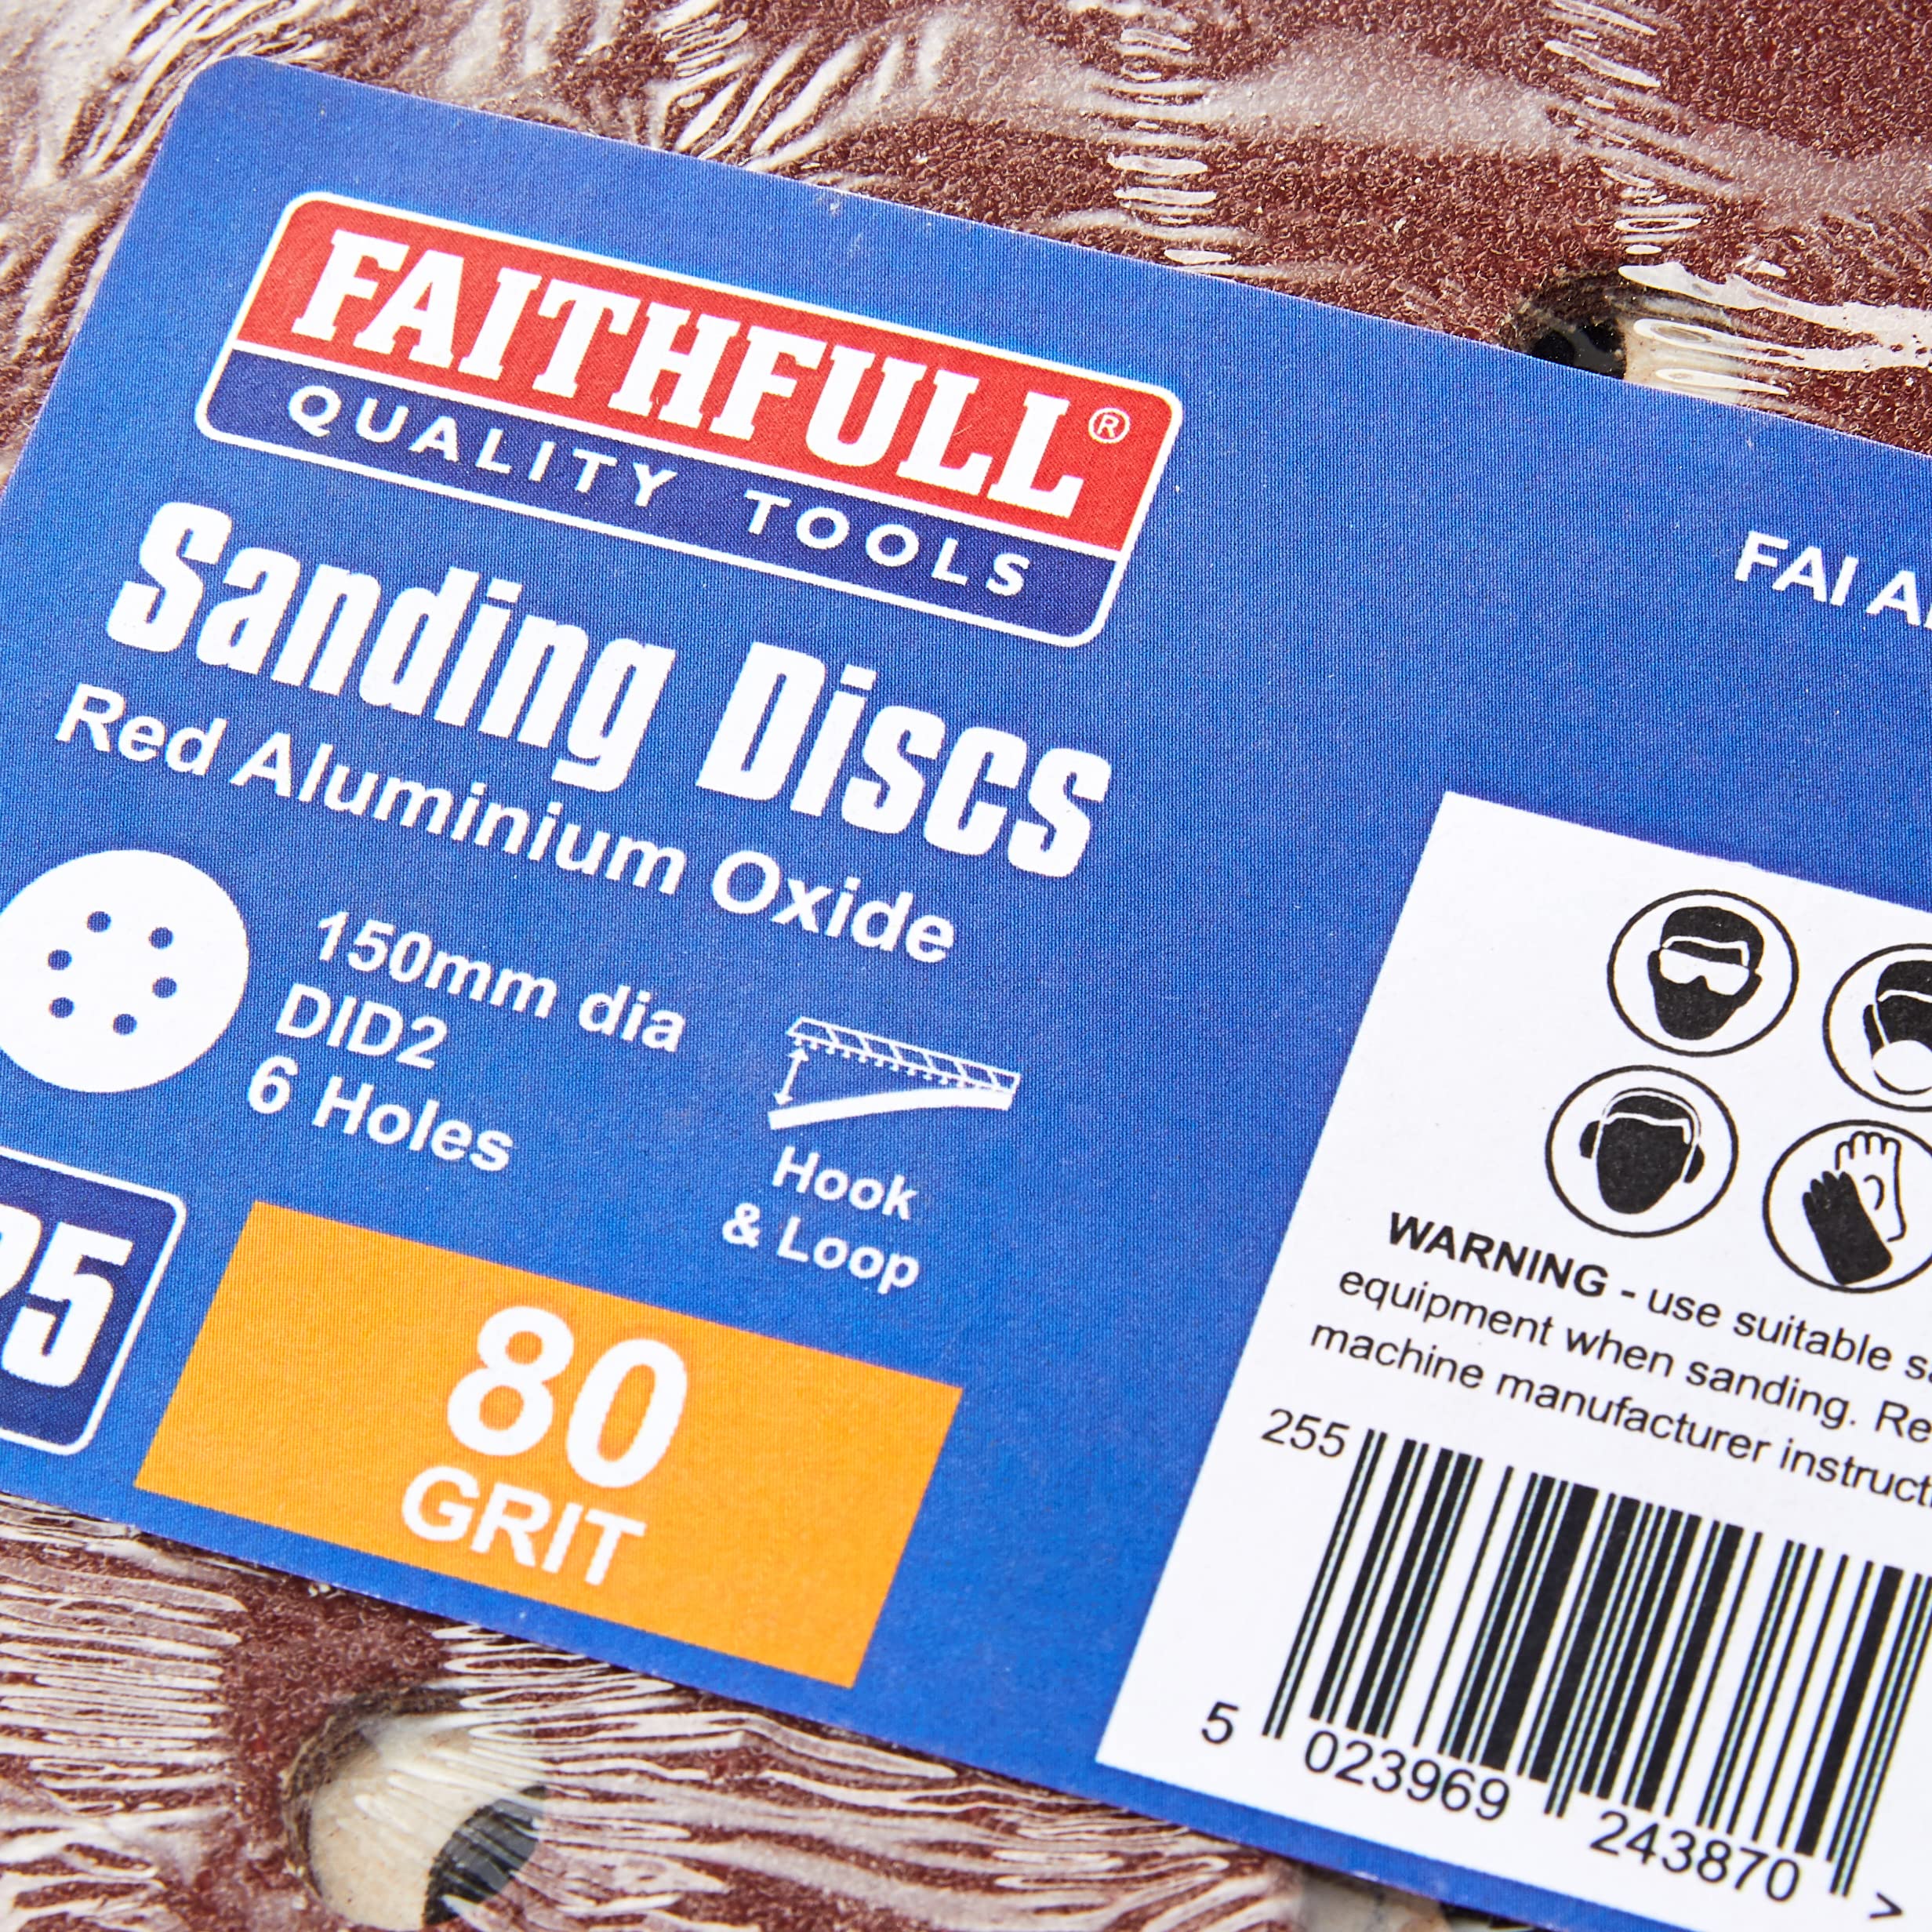 FAITHFULL®
QUALITY TOOLS
Sanding Discs
Red Aluminium Oxide
150mm dia
DID2
6 Holes
Hook
& Loop
80
GRIT
FAI
WARNING - use suitable
equipment when sanding.
machine manufacturer
255
5 023969 243870 >